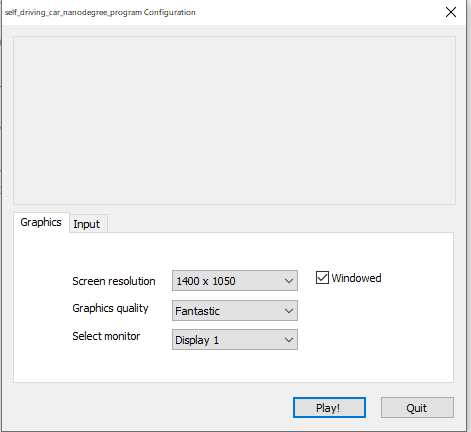 self_driving_car_nanodegree_program Configuration
Graphics Input
Screen resolution 1400 x 1050 Windowed
Graphics quality Fantastic
Select monitor Display 1
Play! Quit